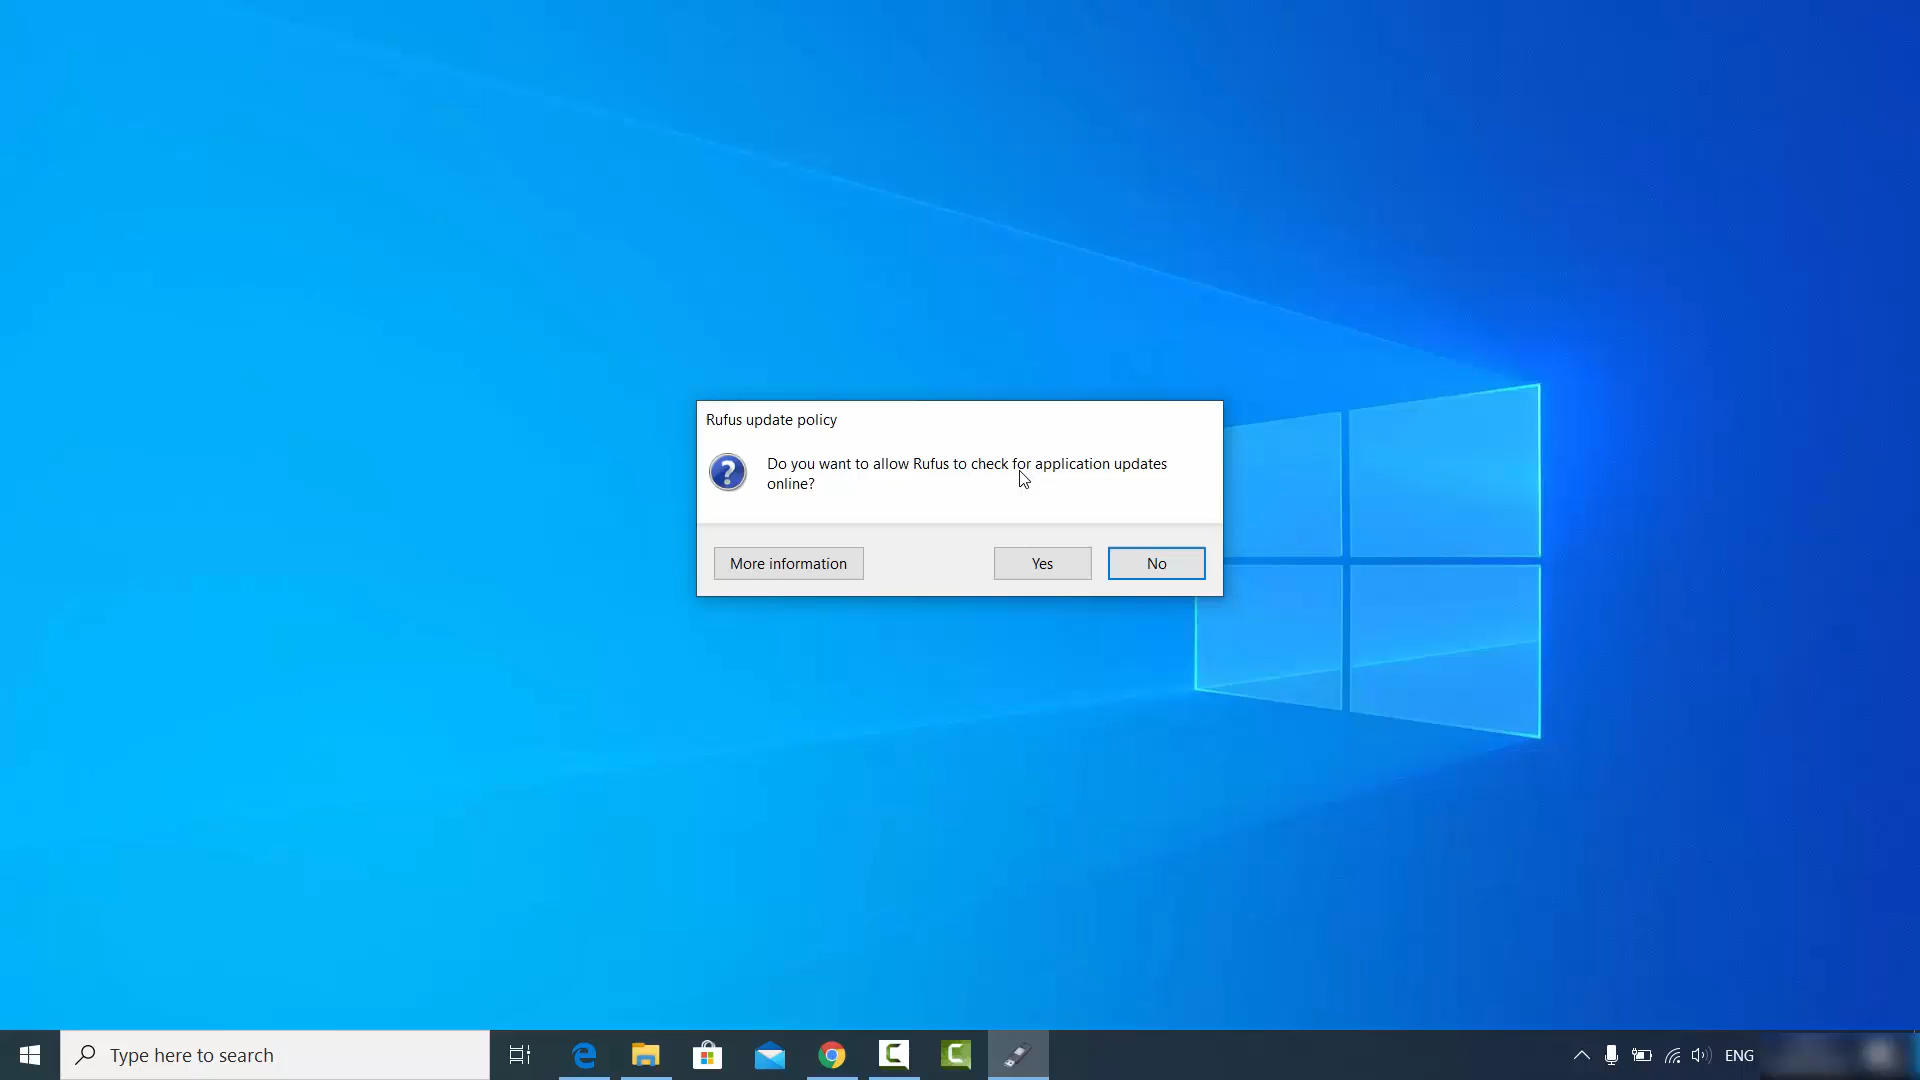 Rufus update policy
Do you want to allow Rufus to check for application updates
online?
More information
Yes
No
Type here to search
ENG